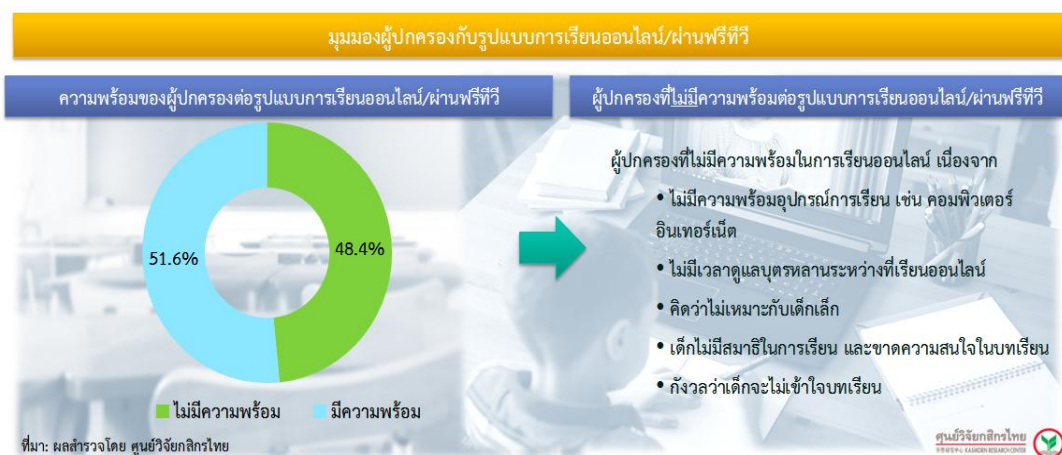 มุมมองผู้ปกครองกับรูปแบบการเรียนออนไลน์/ผ่านฟรีทีวี
ความพร้อมของผู้ปกครองต่อรูปแบบการเรียนออนไลน์/ผ่านฟรีทีวี
51.6%
48.4%
ไม่มีความพร้อม
มีความพร้อม
ผู้ปกครองที่ไม่มีความพร้อมต่อรูปแบบการเรียนออนไลน์/ผ่านฟรีทีวี
ผู้ปกครองที่ไม่มีความพร้อมในการเรียนออนไลน์ เนื่องจาก
• ไม่มีความพร้อมอุปกรณ์การเรียน เช่น คอมพิวเตอร์
อินเทอร์เน็ต
• ไม่มีเวลาดูแลบุตรหลานระหว่างที่เรียนออนไลน์
• คิดว่าไม่เหมาะกับเด็กเล็ก
• เด็กไม่มีสมาธิในการเรียน และขาดความสนใจในบทเรียน
• กังวลว่าเด็กจะไม่เข้าใจบทเรียน
ที่มา: ผลสำรวจโดย ศูนย์วิจัยกสิกรไทย
ศูนย์วิจัยกสิกรไทย
KASIKORN RESEARCH CENTER